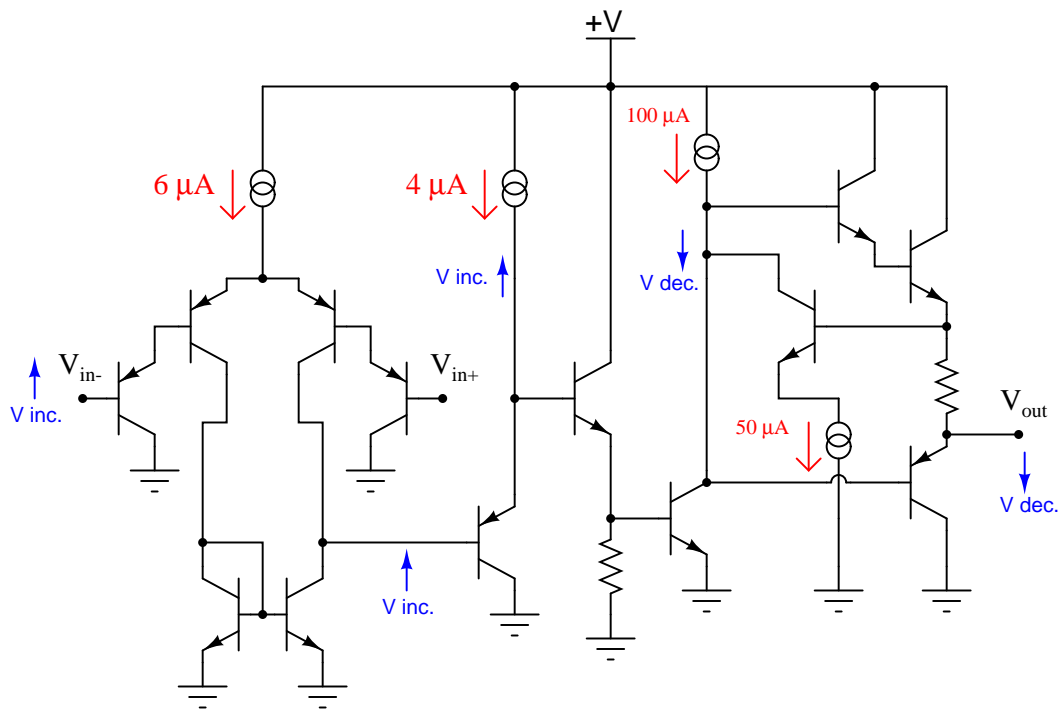 +V
100 µA
6 µA
4 µA
V inc.
V dec.
V in-
V in+
V inc.
50 µA
V out
V dec.
V inc.